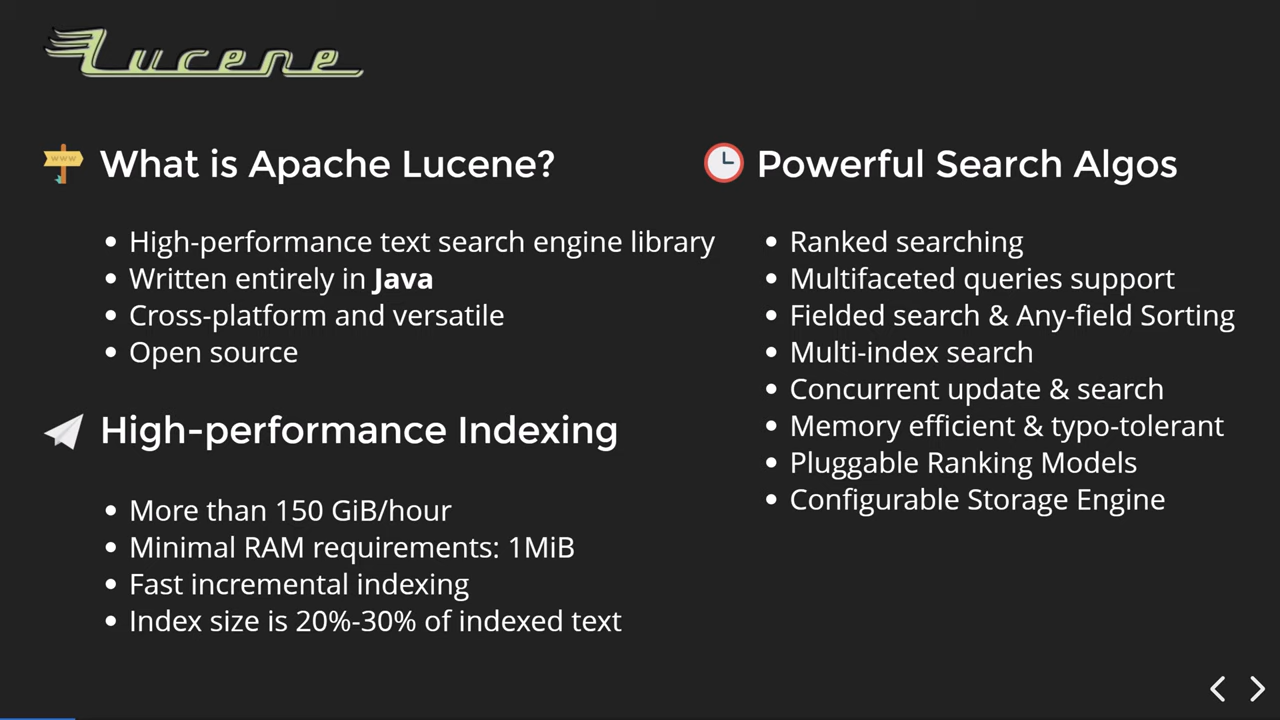 Lucene
What is Apache Lucene?
• High-performance text search engine library
• Written entirely in Java
• Cross-platform and versatile
• Open source
High-performance Indexing
• More than 150 GiB/hour
• Minimal RAM requirements: 1MiB
• Fast incremental indexing
• Index size is 20%-30% of indexed text
Powerful Search Algos
• Ranked searching
• Multifaceted queries support
• Fielded search & Any-field Sorting
• Multi-index search
• Concurrent update & search
• Memory efficient & typo-tolerant
• Pluggable Ranking Models
• Configurable Storage Engine